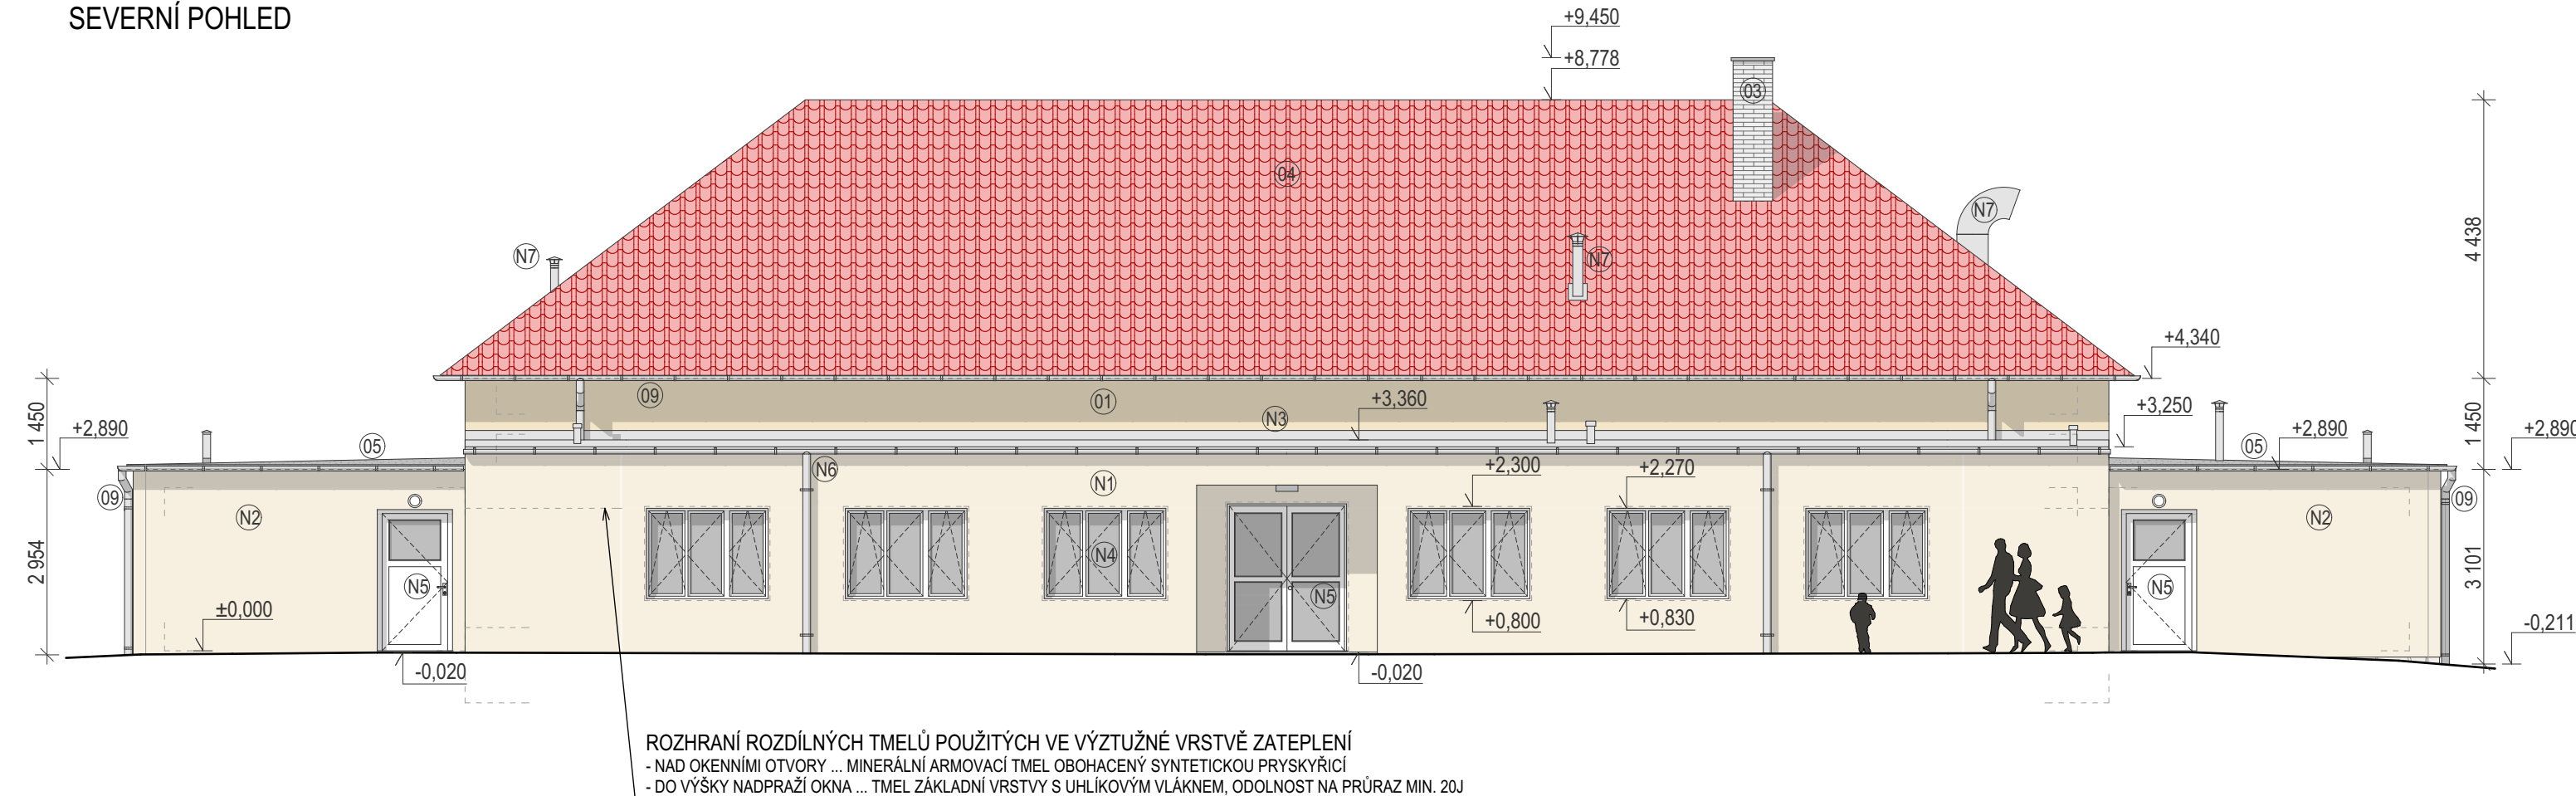 SEVERNÍ POHLED
+9,450
+8,778
03
04
N7
N7
N7
4 438
+4,340
09
01
+3,360
N3
+3,250
1 450
+2,890
05
1 450
05
+2,890
+2,890
N6
N1
+2,300
+2,270
09
N2
N2
09
2 954
N5
N4
N5
N5
3 101
±0,000
+0,800
+0,830
-0,211
-0,020
-0,020
ROZHRANÍ ROZDÍLNÝCH TMELŮ POUŽITÝCH VE VÝZTUŽNÉ VRSTVĚ ZATEPLENÍ
- NAD OKENNÍMI OTVORY ... MINERÁLNÍ ARMOVACÍ TMEL OBOHACENÝ SYNTETICKOU PRYSKYŘICÍ
- DO VÝŠKY NADPRAŽÍ OKNA ... TMEL ZÁKLADNÍ VRSTVY S UHLÍKOVÝM VLÁKNEM, ODOLNOST NA PRŮRAZ MIN. 20J